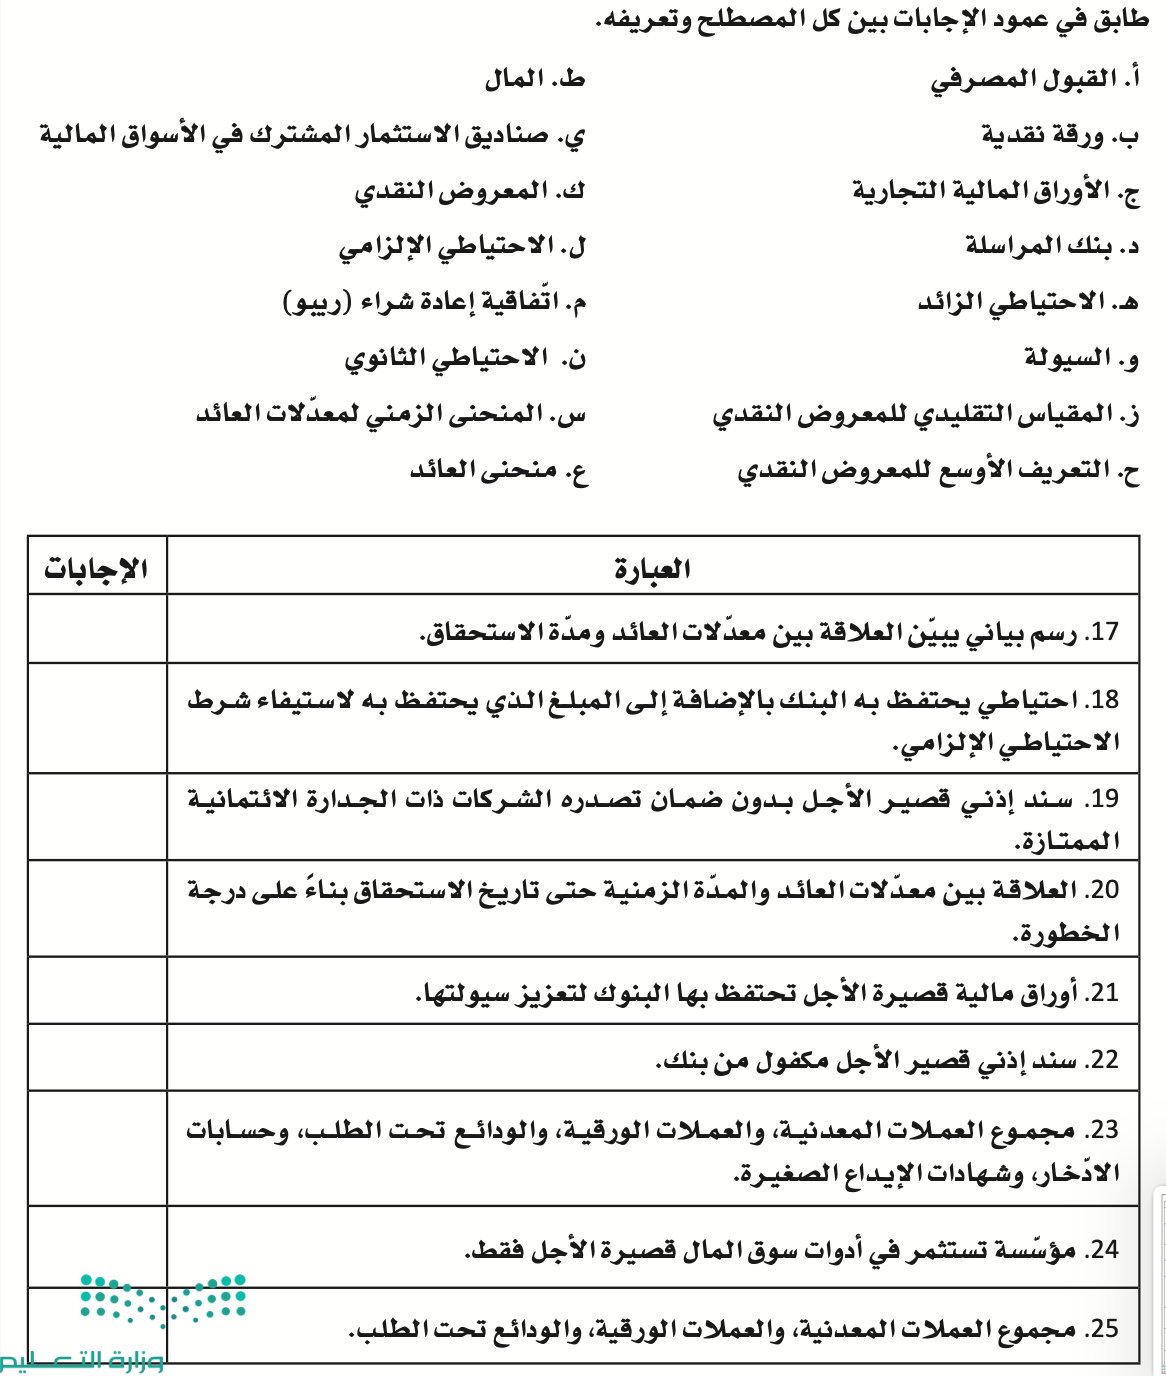 طابق في عمود الإجابات بين كل المصطلح وتعريفه.
أ. القبول المصرفي
ط. المال
ب. ورقة نقدية
ي. صناديق الاستثمار المشترك في الأسواق المالية
ج. الأوراق المالية التجارية
ك. المعروض النقدي
د. بنك المراسلة
ل. الاحتياطي الإلزامي
هـ. الاحتياطي الزائد
م. اتّفاقية إعادة شراء (ريبو)
و. السيولة
ن. الاحتياطي الثانوي
ز. المقياس التقليدي للمعروض النقدي
س. المنحنى الزمني لمعدّلات العائد
ح. التعريف الأوسع للمعروض النقدي
ع. منحنى العائد
العبارة
الإجابات
17. رسم بياني يبيّن العلاقة بين معدّلات العائد ومدّة الاستحقاق.
18. احتياطي يحتفظ به البنك بالإضافة إلى المبلغ الذي يحتفظ به لاستيفاء شرط
الاحتياطي الإلزامي.
19. سند إذني قصير الأجل بدون ضمان تصدره الشركات ذات الجدارة الائتمانية
الممتازة.
20. العلاقة بين معدّلات العائد والمدّة الزمنية حتى تاريخ الاستحقاق بناءً على درجة
الخطورة.
21. أوراق مالية قصيرة الأجل تحتفظ بها البنوك لتعزيز سيولتها.
22. سند إذني قصير الأجل مكفول من بنك.
23. مجموع العملات المعدنية، والعملات الورقية، والودائع تحت الطلب، وحسابات
الادّخار، وشهادات الإيداع الصغيرة.
24. مؤسّسة تستثمر في أدوات سوق المال قصيرة الأجل فقط.
25. مجموع العملات المعدنية، والعملات الورقية، والودائع تحت الطلب.
وزارة التعليم